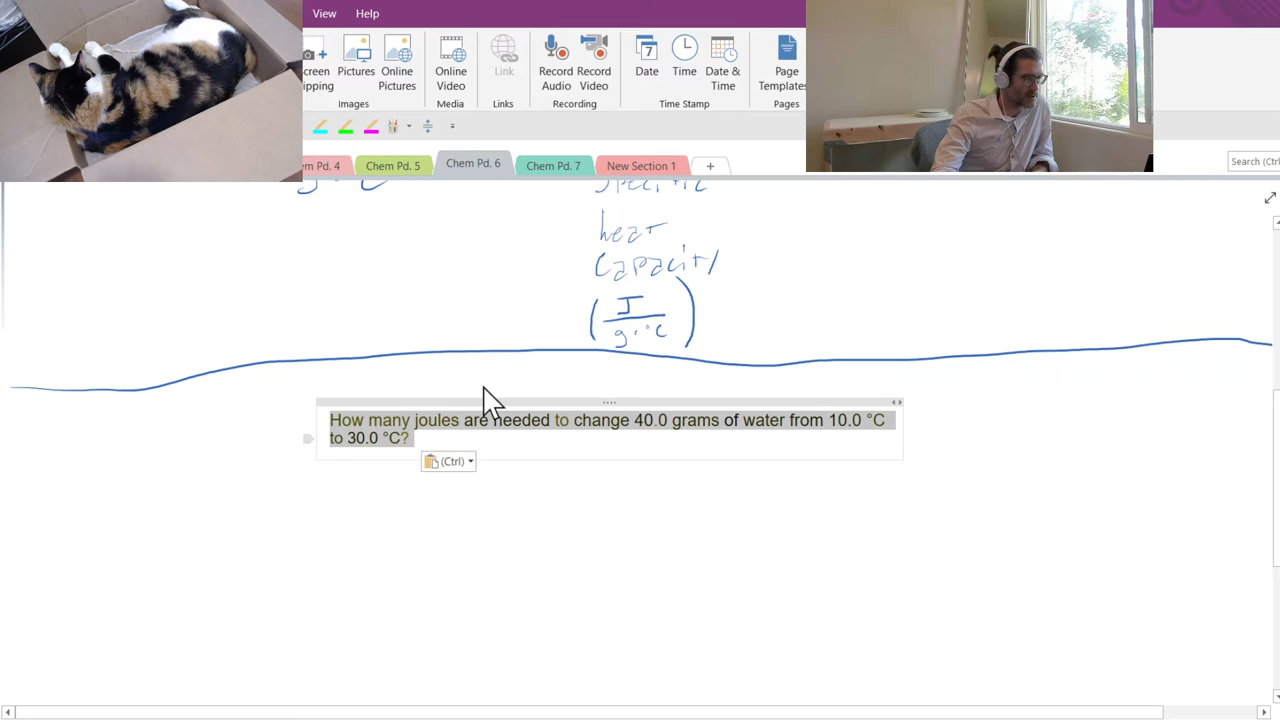 View Help
Screen Clipping
Pictures
Online Pictures
Images
Online Video
Media
Link
Links
Record Audio
Record Video
Recording
Date
Time
Date & Time
Time Stamp
Page Templates
Pages
m Pd. 4
Chem Pd. 5
Chem Pd. 6
Chem Pd. 7
New Section 1
+
Search (Ctrl
specific
heat
capacity
(J
g·°C)
How many joules are needed to change 40.0 grams of water from 10.0 °C
to 30.0 °C?
(Ctrl)